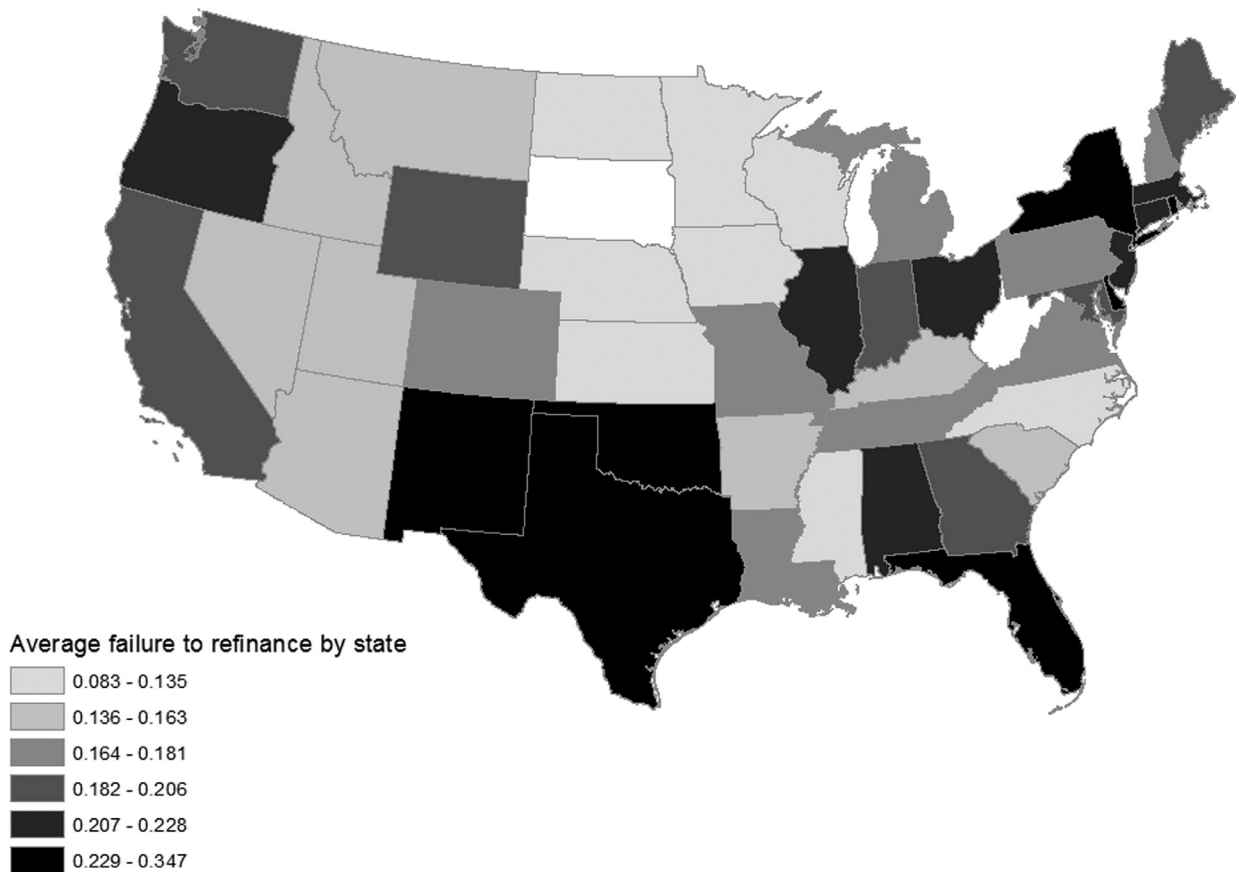 Average failure to refinance by state
0.083 - 0.135
0.136 - 0.163
0.164 - 0.181
0.182 - 0.206
0.207 - 0.228
0.229 - 0.347